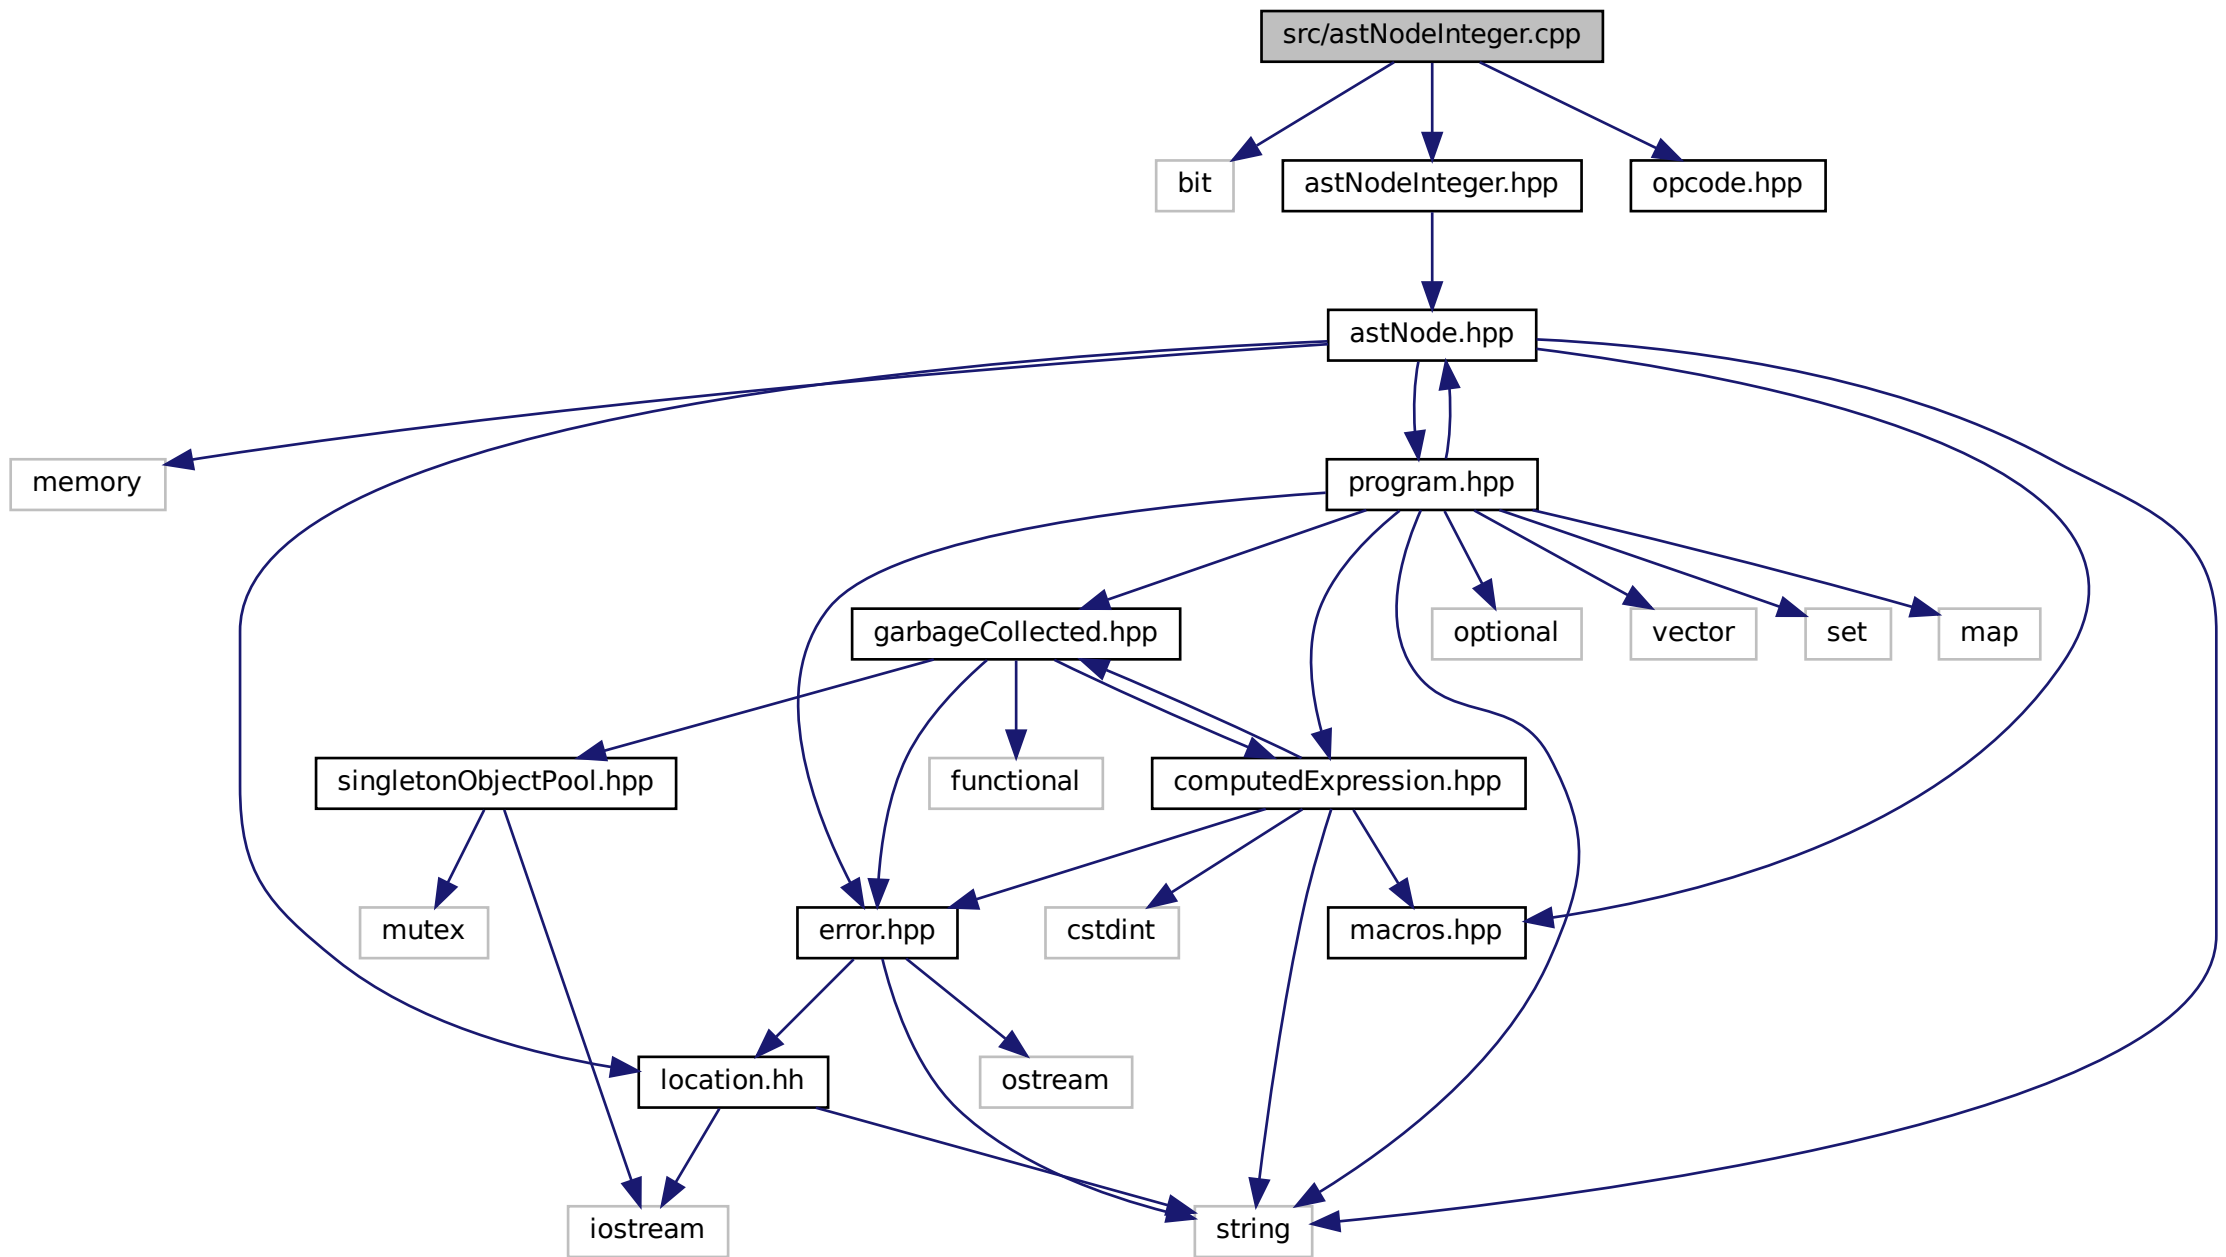 src/astNodeInteger.cpp
bit
astNodeInteger.hpp
opcode.hpp
astNode.hpp
memory
program.hpp
garbageCollected.hpp
optional
vector
set
map
singletonObjectPool.hpp
functional
computedExpression.hpp
mutex
error.hpp
cstdint
macros.hpp
location.hh
ostream
iostream
string